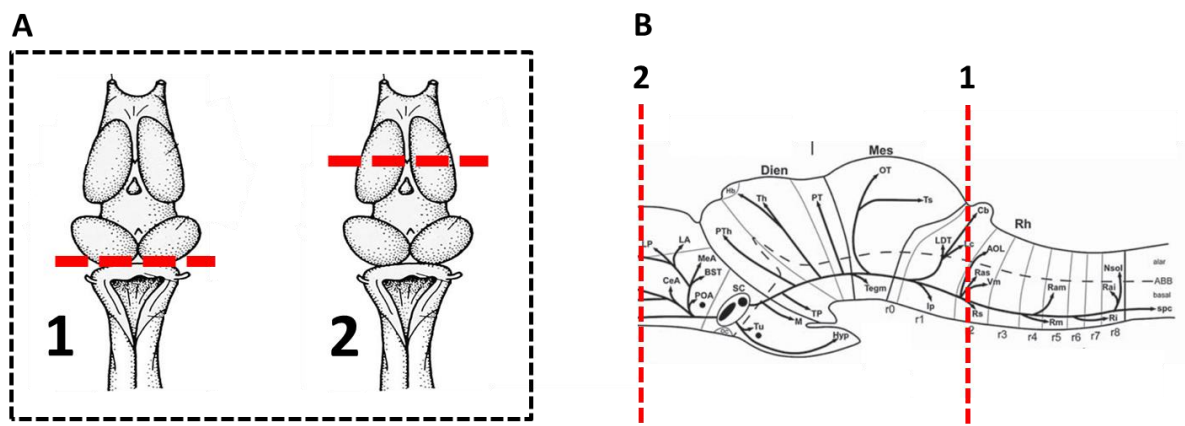 A
1
2
B
2
1
Mes
Dien
OT
Hb
Th
PT
Ts
Cb
Rh
PTh
LDT
Lc
AOL
LP
LA
MeA
Nsol
alar
BST
Ras
Vm
ABB
CeA
SC
Tegm
Ram
Rai
basal
POA
Ip
Rs
spc
TP
M
r0
Rm
Ri
Tu
Hyp
r1
2
r3
r4
r5
r6
r7
r8